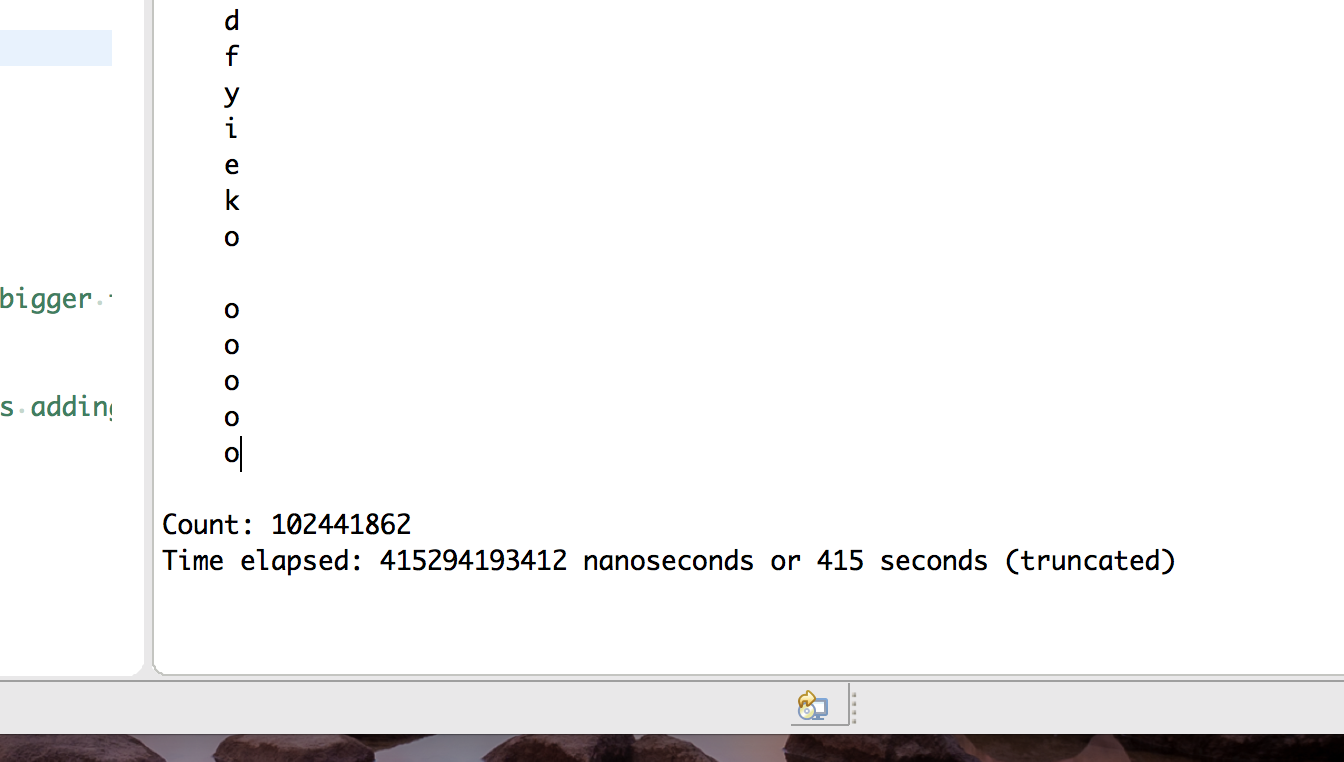 d
f
y
i
e
k
o
o
o
o
o
o
bigger
s adding
Count: 102441862
Time elapsed: 415294193412 nanoseconds or 415 seconds (truncated)